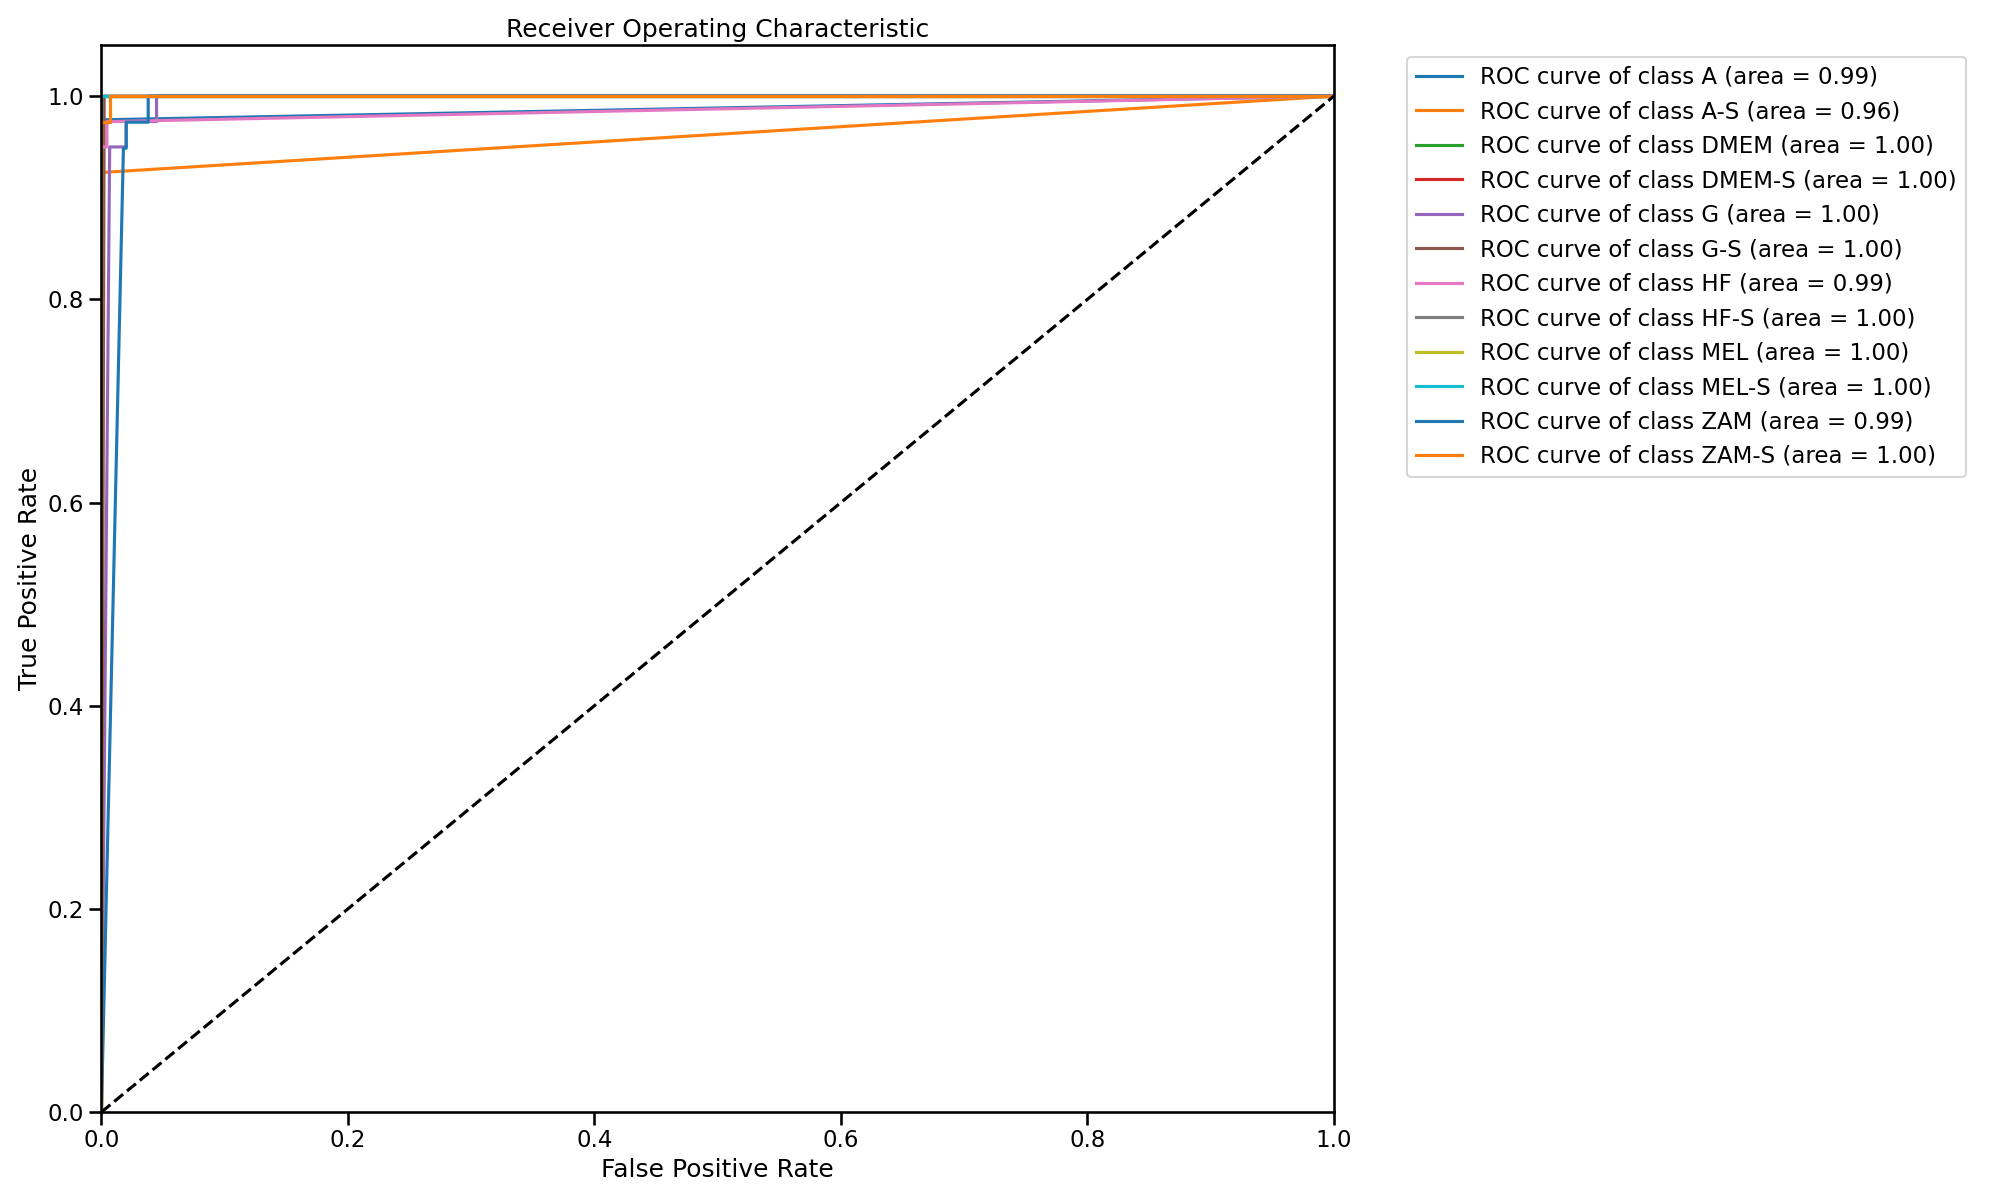 Receiver Operating Characteristic
ROC curve of class A (area = 0.99)
ROC curve of class A-S (area = 0.96)
ROC curve of class DMEM (area = 1.00)
ROC curve of class DMEM-S (area = 1.00)
ROC curve of class G (area = 1.00)
ROC curve of class G-S (area = 1.00)
ROC curve of class HF (area = 0.99)
ROC curve of class HF-S (area = 1.00)
ROC curve of class MEL (area = 1.00)
ROC curve of class MEL-S (area = 1.00)
ROC curve of class ZAM (area = 0.99)
ROC curve of class ZAM-S (area = 1.00)
True Positive Rate
1.0
0.8
0.6
0.4
0.2
0.0
0.0 0.2 0.4 0.6 0.8 1.0
False Positive Rate